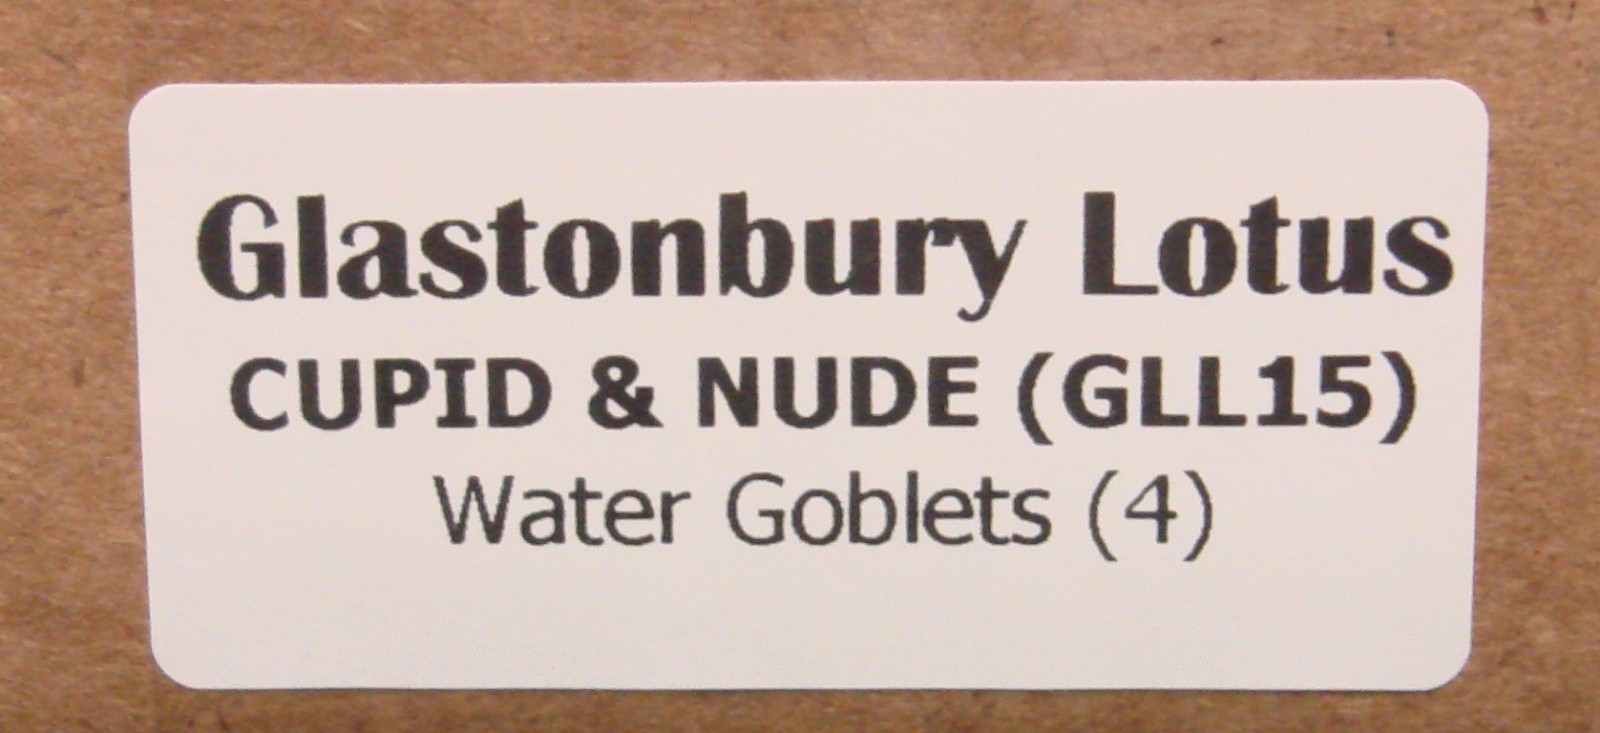 Glastonbury Lotus
CUPID & NUDE (GLL15)
Water Goblets (4)